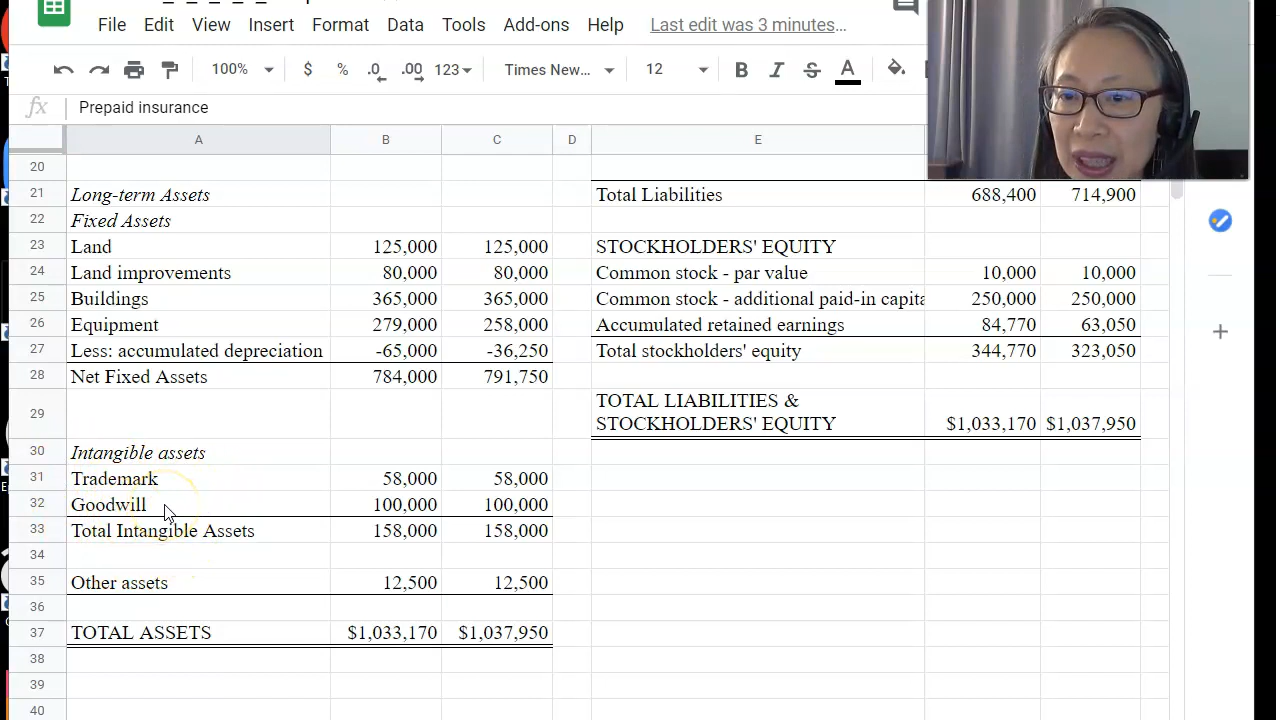 File Edit View Insert Format Data Tools Add-ons Help Last edit was 3 minutes…
100% $ % .0 .00 123 Times New... 12 B I S A
fx Prepaid insurance
A B C D E
20
21 Long-term Assets Total Liabilities 688,400 714,900
22 Fixed Assets
23 Land 125,000 125,000 STOCKHOLDERS' EQUITY
24 Land improvements 80,000 80,000 Common stock - par value 10,000 10,000
25 Buildings 365,000 365,000 Common stock - additional paid-in capita 250,000 250,000
26 Equipment 279,000 258,000 Accumulated retained earnings 84,770 63,050
27 Less: accumulated depreciation -65,000 -36,250 Total stockholders' equity 344,770 323,050
28 Net Fixed Assets 784,000 791,750
TOTAL LIABILITIES &
29 STOCKHOLDERS' EQUITY $1,033,170 $1,037,950
30 Intangible assets
31 Trademark 58,000 58,000
32 Goodwill 100,000 100,000
33 Total Intangible Assets 158,000 158,000
34
35 Other assets 12,500 12,500
36
37 TOTAL ASSETS $1,033,170 $1,037,950
38
39
40